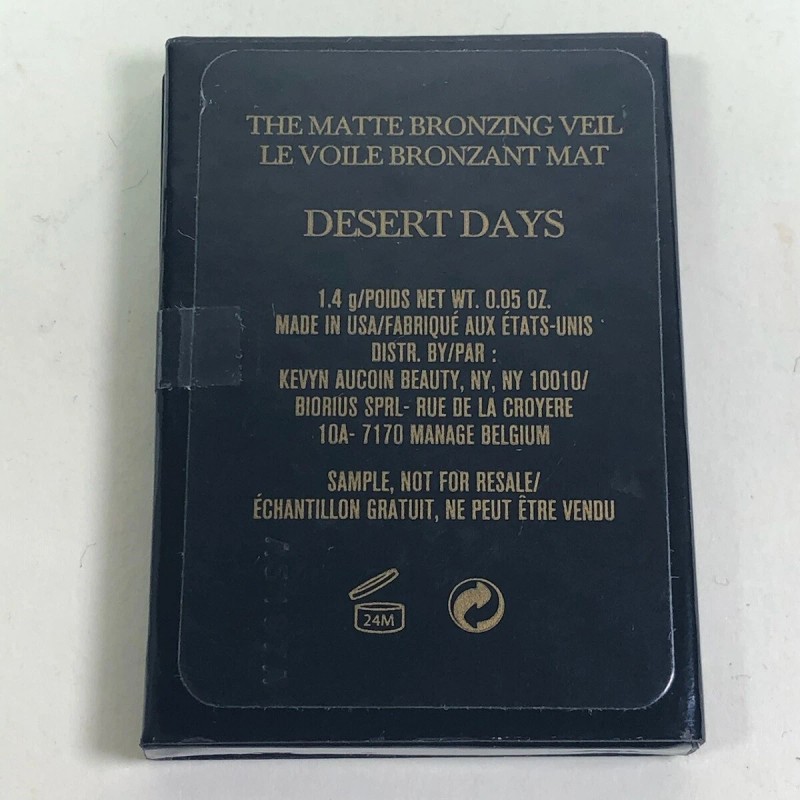 THE MATTE BRONZING VEIL
LE VOILE BRONZANT MAT
DESERT DAYS
1.4 g/POIDS NET WT. 0.05 OZ.
MADE IN USA/FABRIQUÉ AUX ÉTATS-UNIS
DISTR. BY/PAR :
KEVYN AUCOIN BEAUTY, NY, NY 10010/
BIORIUS SPRL- RUE DE LA CROYERE
10A- 7170 MANAGE BELGIUM
SAMPLE, NOT FOR RESALE/
ÉCHANTILLON GRATUIT, NE PEUT ÊTRE VENDU
24M